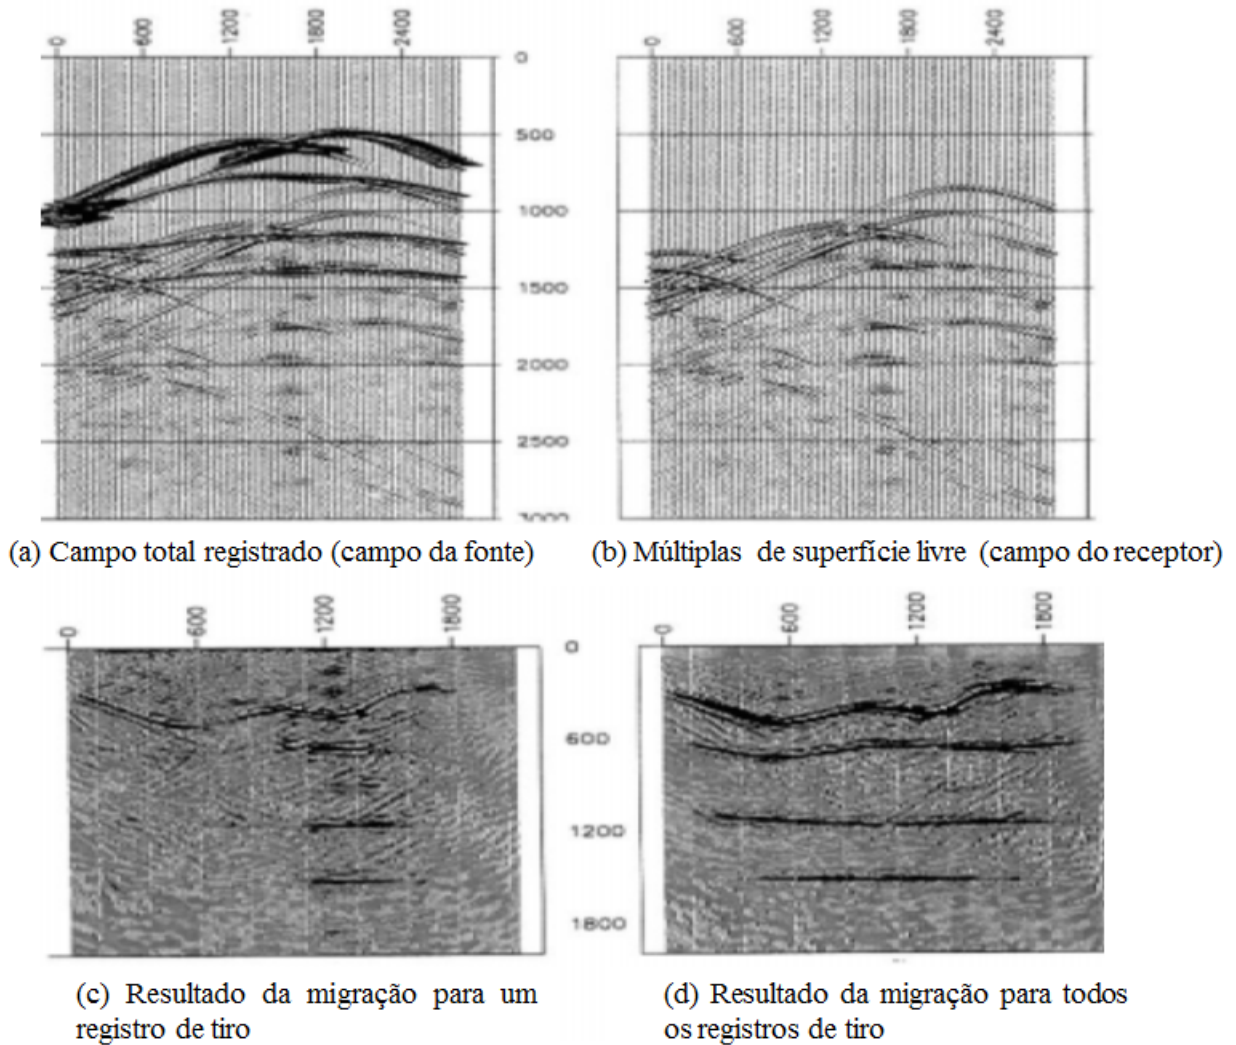 0 600 1200 1800 2400
0
500
1000
1500
2000
2500
0 600 1200 1800 2400
(a) Campo total registrado (campo da fonte)
(b) Múltiplas de superfície livre (campo do receptor)
0 600 1200 1800
0
600
1200
1800
0 600 1200 1800
(c) Resultado da migração para um
registro de tiro
(d) Resultado da migração para todos
os registros de tiro